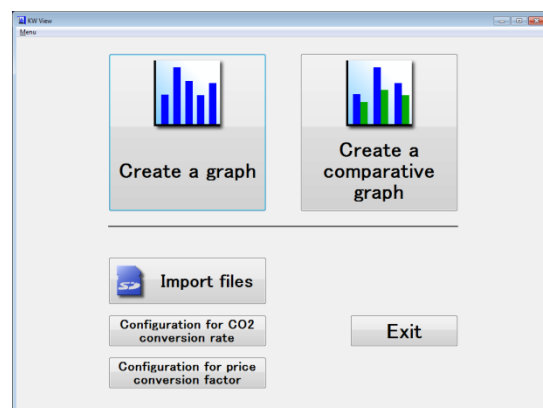 KW View
Menu
Create a graph
Create a
comparative
graph
SD
Import files
Configuration for CO2
conversion rate
Exit
Configuration for price
conversion factor